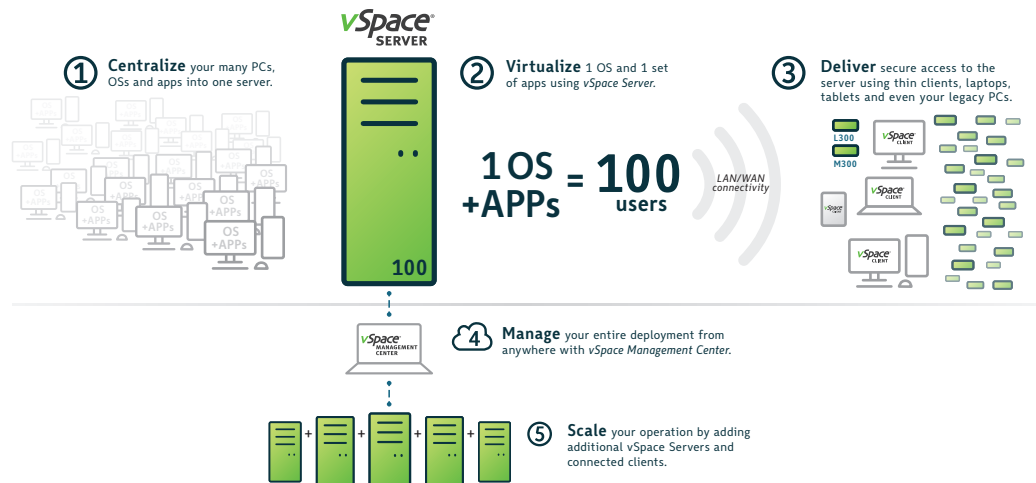 vSpace®
SERVER
1 Centralize your many PCs,
OSs and apps into one server.
OS
+APPs
OS
+APPs
OS
+APPs
OS
+APPs
100
2 Virtualize 1 OS and 1 set
of apps using vSpace Server.
1 OS
+APPs
=
100
users
LAN/WAN
connectivity
3 Deliver secure access to the
server using thin clients, laptops,
tablets and even your legacy PCs.
L300
M300
vSpace
CLIENT
vSpace
CLIENT
vSpace
CLIENT
vSpace
CLIENT
vSpace
MANAGEMENT
CENTER
4 Manage your entire deployment from
anywhere with vSpace Management Center.
+ + + +
5 Scale your operation by adding
additional vSpace Servers and
connected clients.